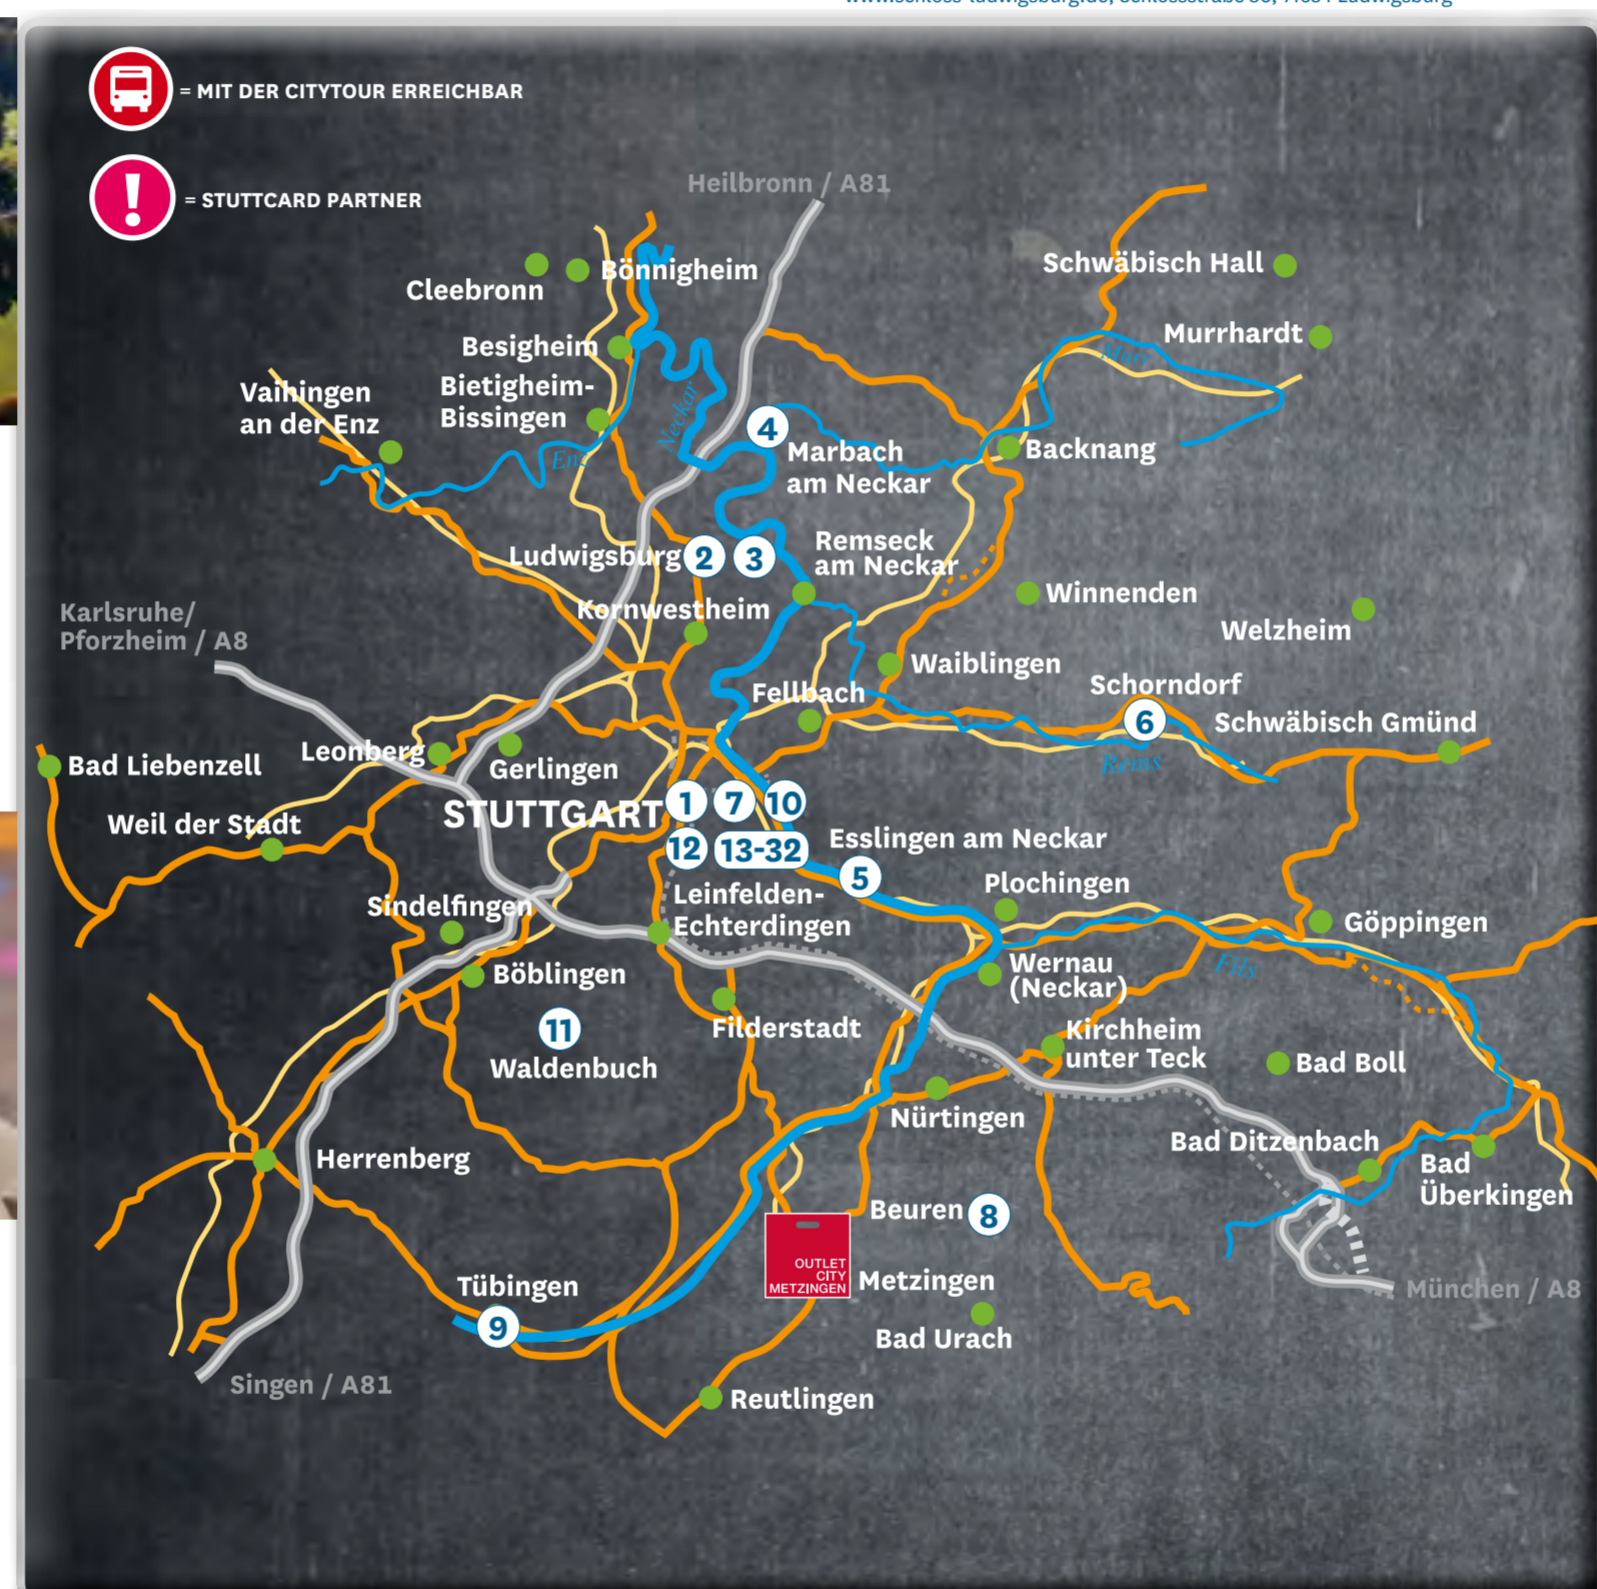 = MIT DER CITYTOUR ERREICHBAR
= STUTTCARD PARTNER
Heilbronn / A81
Schwäbisch Hall
Cleebronn
Bönnigheim
Murrhardt
Besigheim
Murr
Vaihingen
an der Enz
Bietigheim-
Bissingen
Neckar
4
Marbach
am Neckar
Backnang
Enz
Ludwigsburg
2
3
Remseck
am Neckar
Winnenden
Welzheim
Kornwestheim
Karlsruhe/
Pforzheim / A8
Waiblingen
Fellbach
Schorndorf
6
Schwäbisch Gmünd
Rems
Leonberg
Gerlingen
Bad Liebenzell
Weil der Stadt
STUTTGART
1
7
10
12
13-32
Esslingen am Neckar
5
Plochingen
Leinfelden-
Echterdingen
Göppingen
Sindelfingen
Böblingen
Wernau
(Neckar)
Fils
11
Waldenbuch
Filderstadt
Kirchheim
unter Teck
Bad Boll
Nürtingen
Bad Ditzenbach
Bad
Überkingen
Herrenberg
Beuren
8
OUTLET
CITY
METZINGEN
Metzingen
München / A8
Tübingen
9
Bad Urach
Singen / A81
Reutlingen